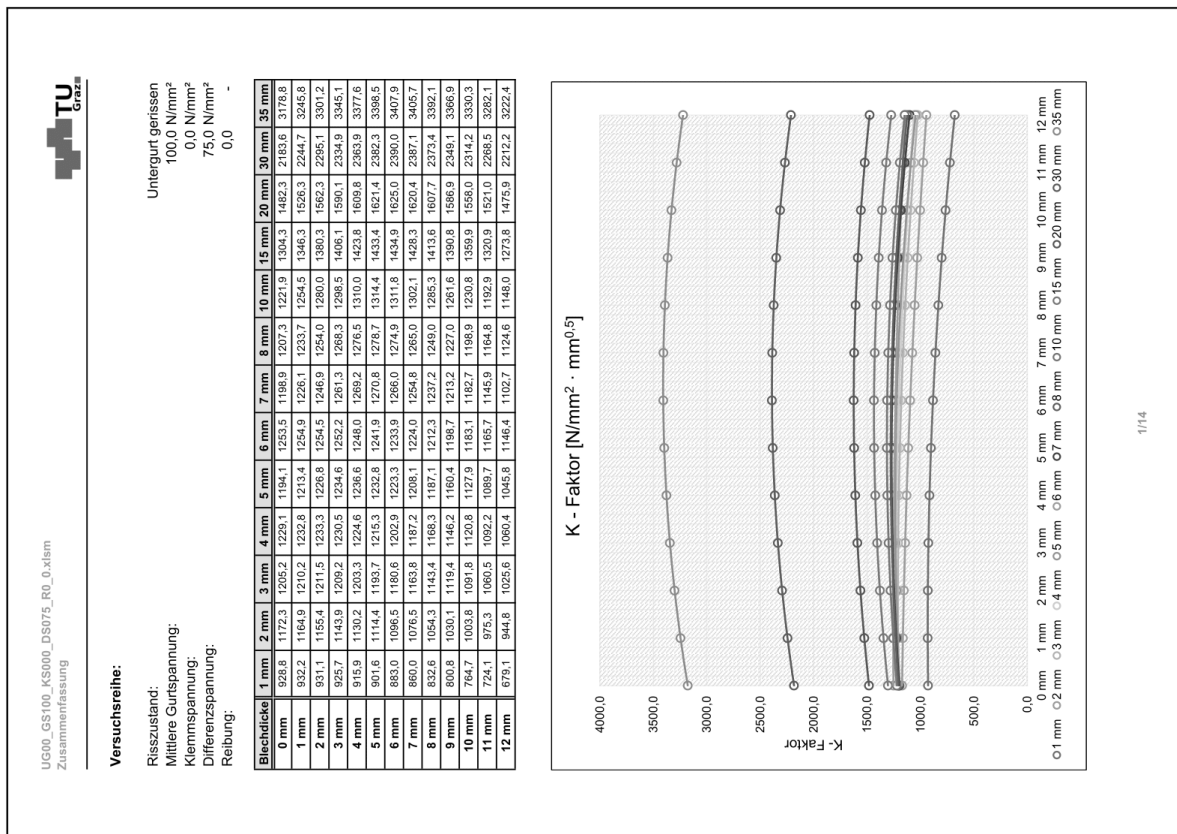 UG00_GS100_KS000_DS075_R0_0.xlsm
Zusammenfassung
TU
Graz
Versuchsreihe:
Risszustand: Untergurt gerissen
Mittlere Gurtspannung: 100,0 N/mm²
Klemmspannung: 0,0 N/mm²
Differenzspannung: 75,0 N/mm²
Reibung: 0,0 -
Blechdicke 1 mm 2 mm 3 mm 4 mm 5 mm 6 mm 7 mm 8 mm 10 mm 15 mm 20 mm 30 mm 35 mm
0 mm 928,8 1172,3 1205,2 1229,1 1194,1 1253,5 1198,9 1207,3 1221,9 1304,3 1482,3 2183,6 3178,8
1 mm 932,2 1164,9 1210,2 1232,8 1213,4 1254,9 1226,1 1233,7 1254,5 1346,3 1526,3 2244,7 3245,8
2 mm 931,1 1155,4 1211,5 1233,3 1226,8 1254,5 1246,9 1254,0 1280,0 1380,3 1562,3 2295,1 3301,2
3 mm 925,7 1143,9 1209,2 1230,5 1234,6 1252,2 1261,3 1268,3 1298,5 1406,1 1590,1 2334,9 3345,1
4 mm 915,9 1130,2 1203,3 1224,6 1236,6 1248,0 1269,2 1276,5 1310,0 1423,8 1609,8 2363,9 3377,6
5 mm 901,6 1114,4 1193,7 1215,3 1232,8 1241,9 1270,8 1278,7 1314,4 1433,4 1621,4 2382,3 3398,5
6 mm 883,0 1096,5 1180,6 1202,9 1223,3 1233,9 1266,0 1274,9 1311,8 1434,9 1625,0 2390,0 3407,9
7 mm 860,0 1076,5 1163,8 1187,2 1208,1 1224,0 1254,8 1265,0 1302,1 1428,3 1620,4 2387,1 3405,7
8 mm 832,6 1054,3 1143,4 1168,3 1187,1 1212,3 1237,2 1249,0 1285,3 1413,6 1607,7 2373,4 3392,1
9 mm 800,8 1030,1 1119,4 1146,2 1160,4 1198,7 1213,2 1227,0 1261,6 1390,8 1586,9 2349,1 3366,9
10 mm 764,7 1003,8 1091,8 1120,8 1127,9 1183,1 1182,7 1198,9 1230,8 1359,9 1558,0 2314,2 3330,3
11 mm 724,1 975,3 1060,5 1092,2 1089,7 1165,7 1145,9 1164,8 1192,9 1320,9 1521,0 2268,5 3282,1
12 mm 679,1 944,8 1025,6 1060,4 1045,8 1146,4 1102,7 1124,6 1148,0 1273,8 1475,9 2212,2 3222,4
K - Faktor [N/mm² · mm^0,5]
K - Faktor
4000,0
3500,0
3000,0
2500,0
2000,0
1500,0
1000,0
500,0
0,0
0 mm 1 mm 2 mm 3 mm 4 mm 5 mm 6 mm 7 mm 8 mm 9 mm 10 mm 11 mm 12 mm
1 mm 2 mm 3 mm 4 mm 5 mm 6 mm 7 mm 8 mm 10 mm 15 mm 20 mm 30 mm 35 mm
1/14